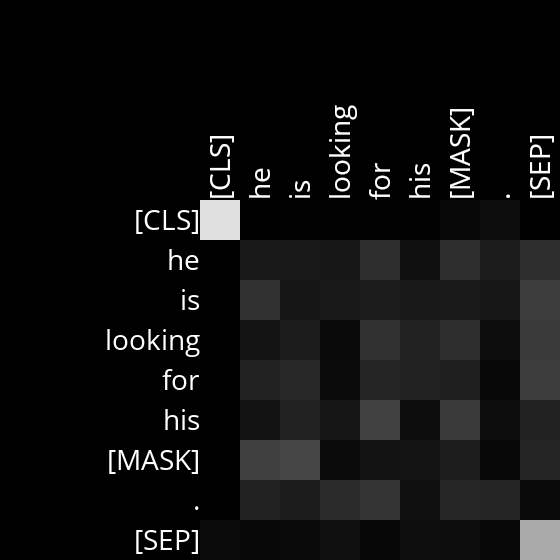 [CLS] he is looking for his [MASK] . [SEP]
[CLS]
he
is
looking
for
his
[MASK]
.
[SEP]